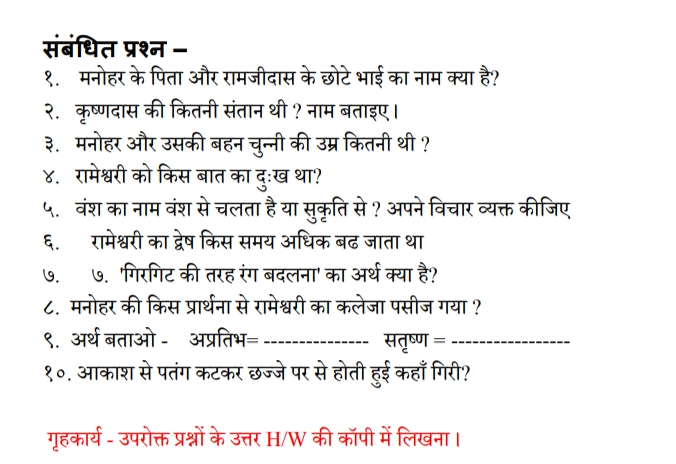 संबंधित प्रश्न –
१. मनोहर के पिता और रामजीदास के छोटे भाई का नाम क्या है?
२. कृष्णदास की कितनी संतान थी ? नाम बताइए।
३. मनोहर और उसकी बहन चुन्नी की उम्र कितनी थी ?
४. रामेश्वरी को किस बात का दुःख था?
५. वंश का नाम वंश से चलता है या सुकृति से ? अपने विचार व्यक्त कीजिए
६. रामेश्वरी का द्वेष किस समय अधिक बढ जाता था
७. ७. 'गिरगिट की तरह रंग बदलना' का अर्थ क्या है?
८. मनोहर की किस प्रार्थना से रामेश्वरी का कलेजा पसीज गया ?
९. अर्थ बताओ - अप्रतिभ= ---------------- सतृष्ण = ------------------
१०. आकाश से पतंग कटकर छज्जे पर से होती हुई कहाँ गिरी?
गृहकार्य - उपरोक्त प्रश्नों के उत्तर H/W की कॉपी में लिखना।